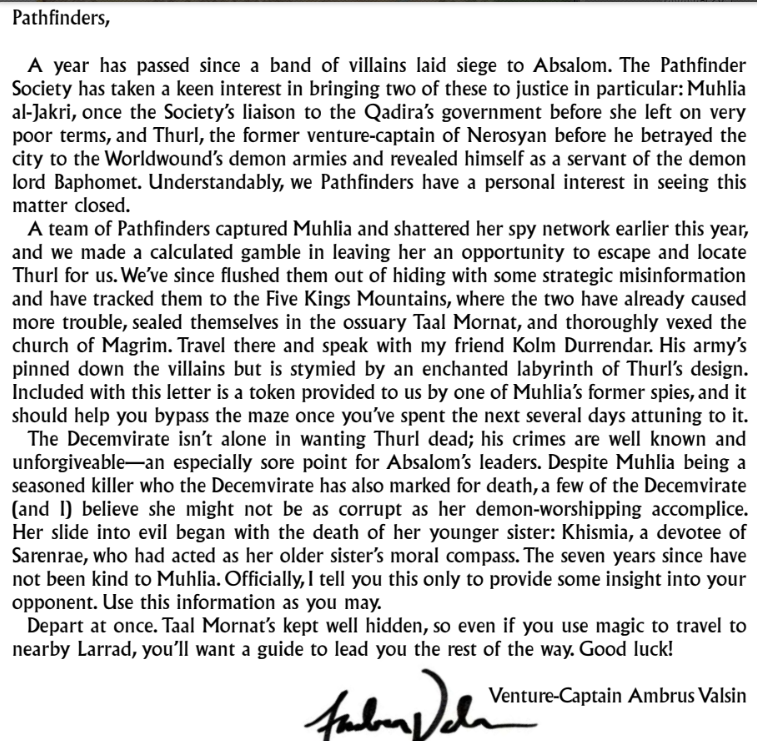 Pathfinders,
A year has passed since a band of villains laid siege to Absalom. The Pathfinder
Society has taken a keen interest in bringing two of these to justice in particular: Muhlia
al-Jakri, once the Society's liaison to the Qadira's government before she left on very
poor terms, and Thurl, the former venture-captain of Nerosyan before he betrayed the
city to the Worldwound's demon armies and revealed himself as a servant of the demon
lord Baphomet. Understandably, we Pathfinders have a personal interest in seeing this
matter closed.
A team of Pathfinders captured Muhlia and shattered her spy network earlier this year,
and we made a calculated gamble in leaving her an opportunity to escape and locate
Thurl for us. We've since flushed them out of hiding with some strategic misinformation
and have tracked them to the Five Kings Mountains, where the two have already caused
more trouble, sealed themselves in the ossuary Taal Mornat, and thoroughly vexed the
church of Magrim. Travel there and speak with my friend Kolm Durrendar. His army's
pinned down the villains but is stymied by an enchanted labyrinth of Thurl's design.
Included with this letter is a token provided to us by one of Muhlia's former spies, and it
should help you bypass the maze once you've spent the next several days attuning to it.
The Decemvirate isn't alone in wanting Thurl dead; his crimes are well known and
unforgiveable—an especially sore point for Absalom's leaders. Despite Muhlia being a
seasoned killer who the Decemvirate has also marked for death, a few of the Decemvirate
(and I) believe she might not be as corrupt as her demon-worshipping accomplice.
Her slide into evil began with the death of her younger sister: Khismia, a devotee of
Sarenrae, who had acted as her older sister's moral compass. The seven years since have
not been kind to Muhlia. Officially, I tell you this only to provide some insight into your
opponent. Use this information as you may.
Depart at once. Taal Mornat's kept well hidden, so even if you use magic to travel to
nearby Larrad, you'll want a guide to lead you the rest of the way. Good luck!
Venture-Captain Ambrus Valsin